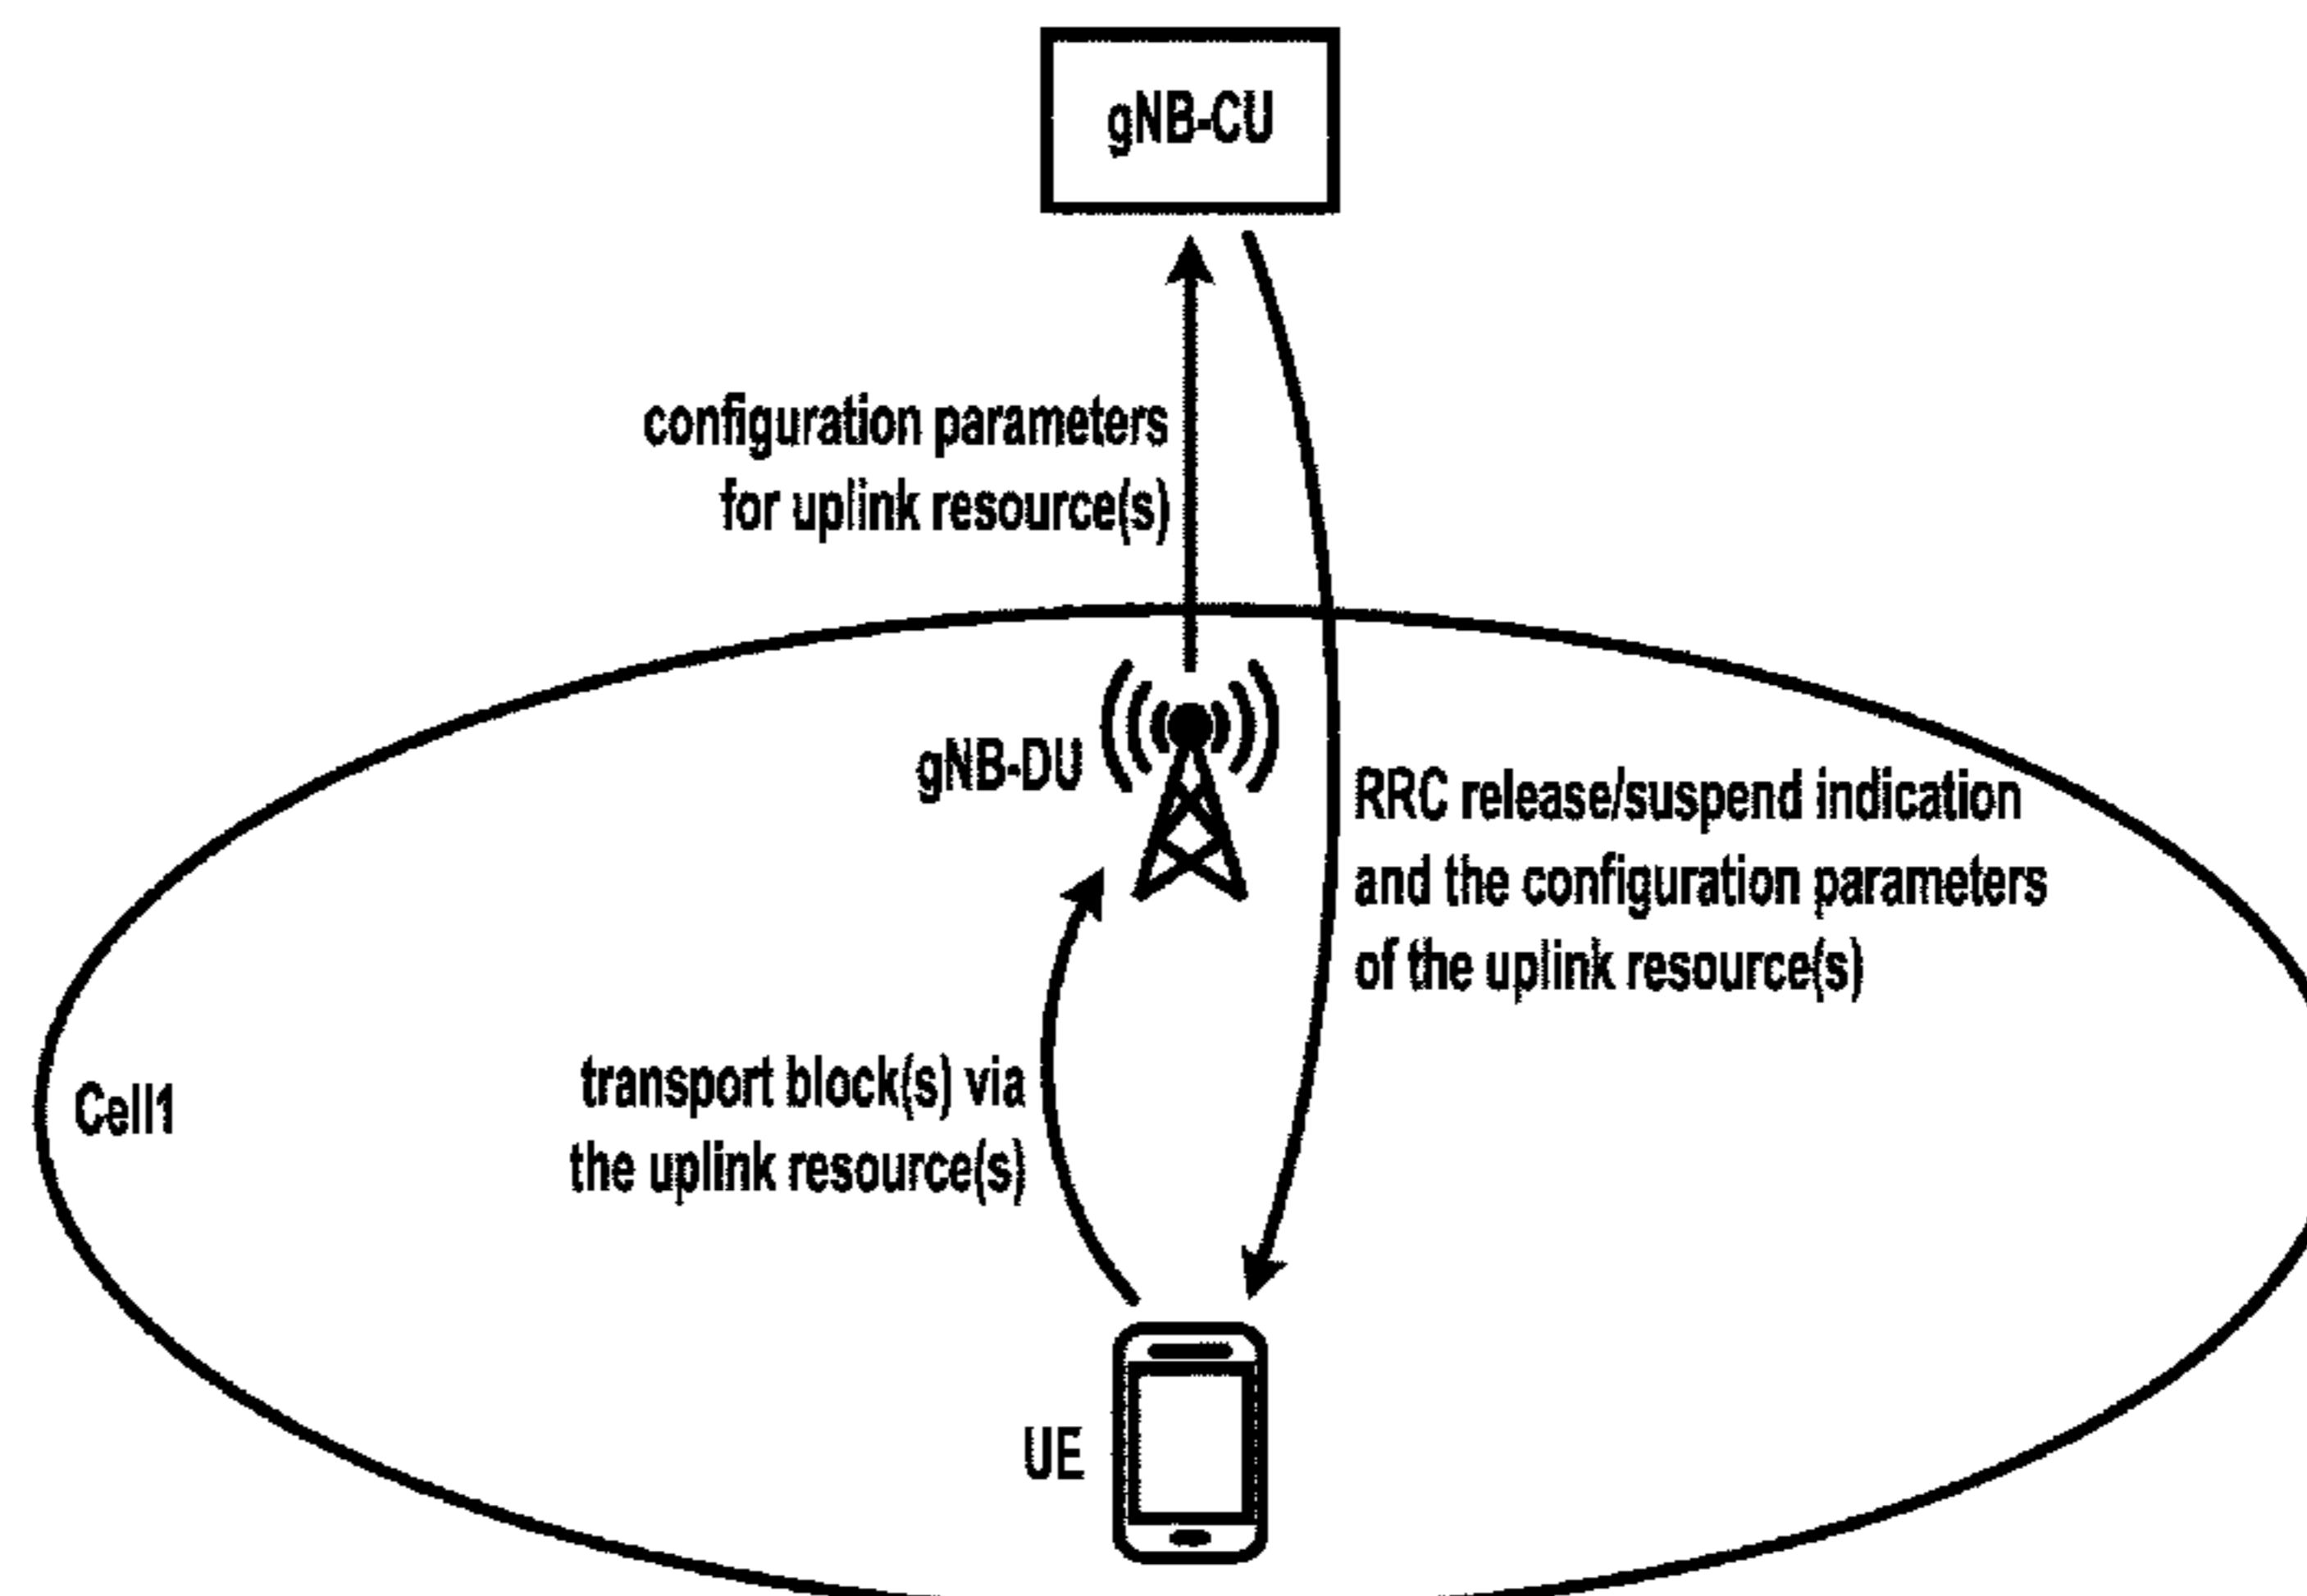 gNB-CU
configuration parameters
for uplink resource(s)
gNB-DU
RRC release/suspend indication
and the configuration parameters
of the uplink resource(s)
transport block(s) via
the uplink resource(s)
Cell1
UE